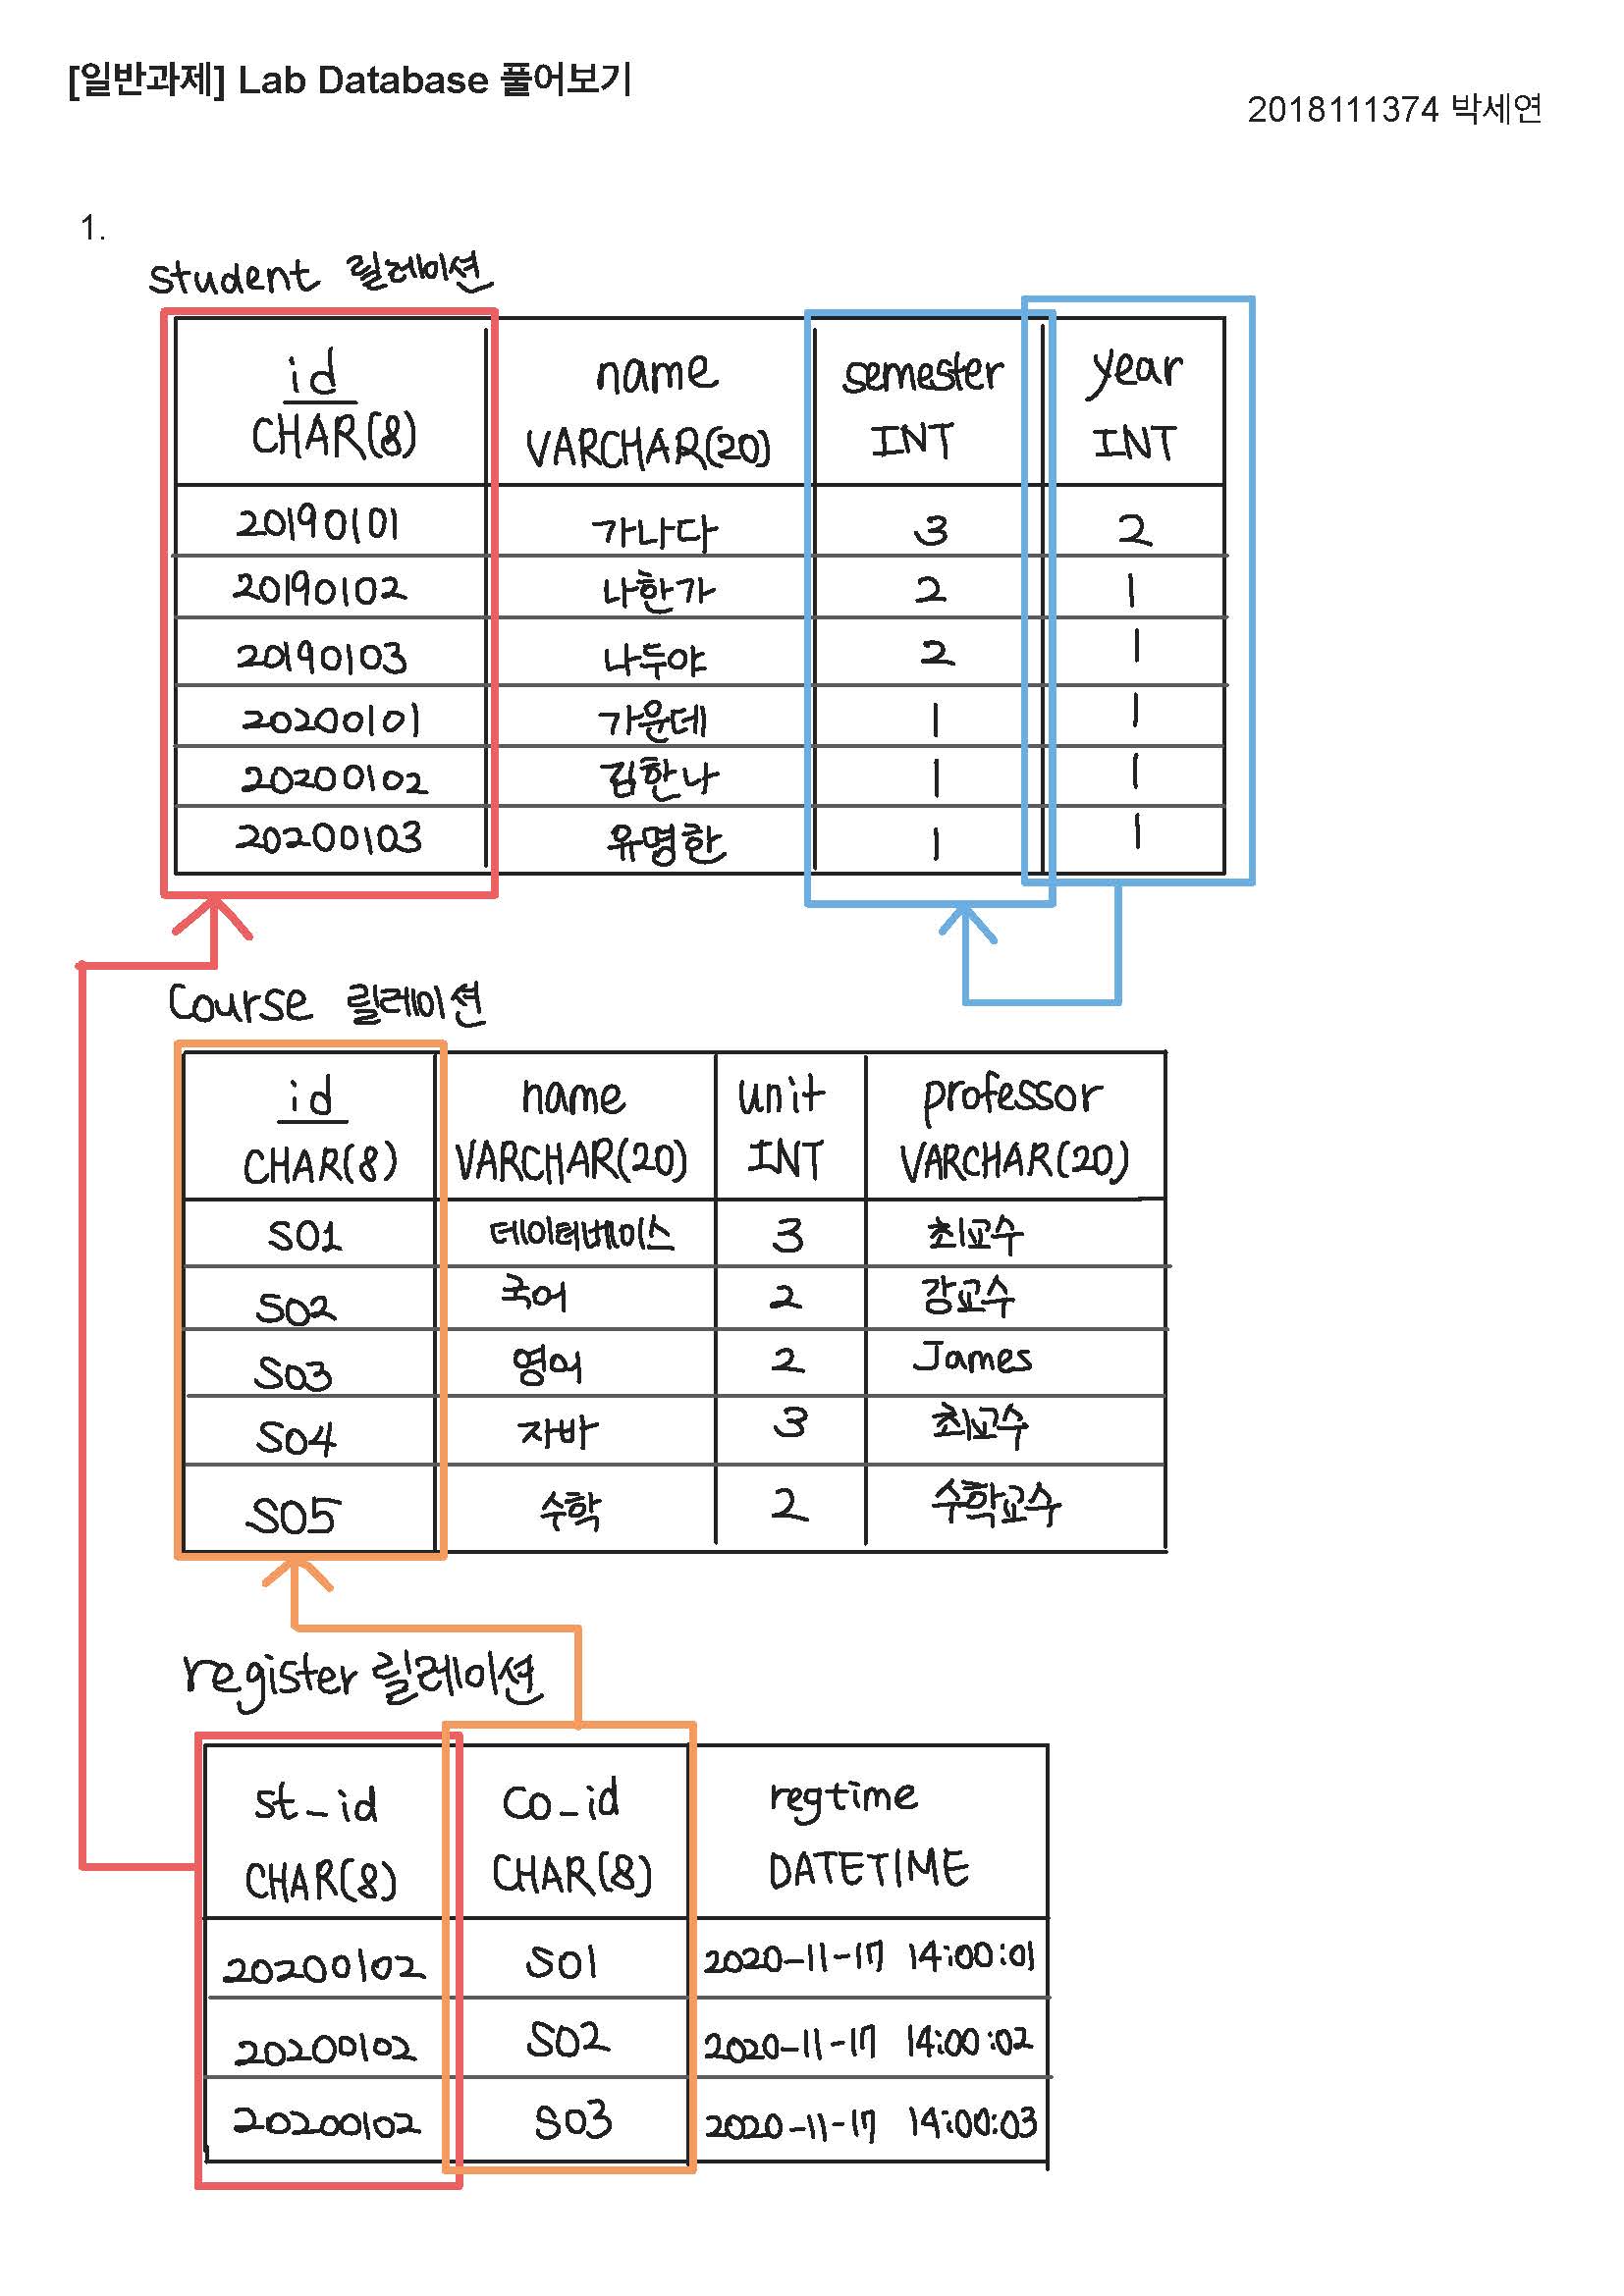 [일반과제] Lab Database 풀어보기
2018111374 박세연
1.
student 릴레이션
id name semester year
CHAR(8) VARCHAR(20) INT INT
20190101 가나다 3 2
20190102 나한가 2 1
20190103 나두야 2 1
20200101 가운데 1 1
20200102 김한나 1 1
20200103 유명한 1 1
Course 릴레이션
id name unit professor
CHAR(8) VARCHAR(20) INT VARCHAR(20)
S01 데이터베이스 3 최교수
S02 국어 2 강교수
S03 영어 2 James
S04 자바 3 최교수
S05 수학 2 수학교수
register 릴레이션
st_id co_id regtime
CHAR(8) CHAR(8) DATETIME
20200102 S01 2020-11-17 14:00:01
20200102 S02 2020-11-17 14:00:02
20200102 S03 2020-11-17 14:00:03